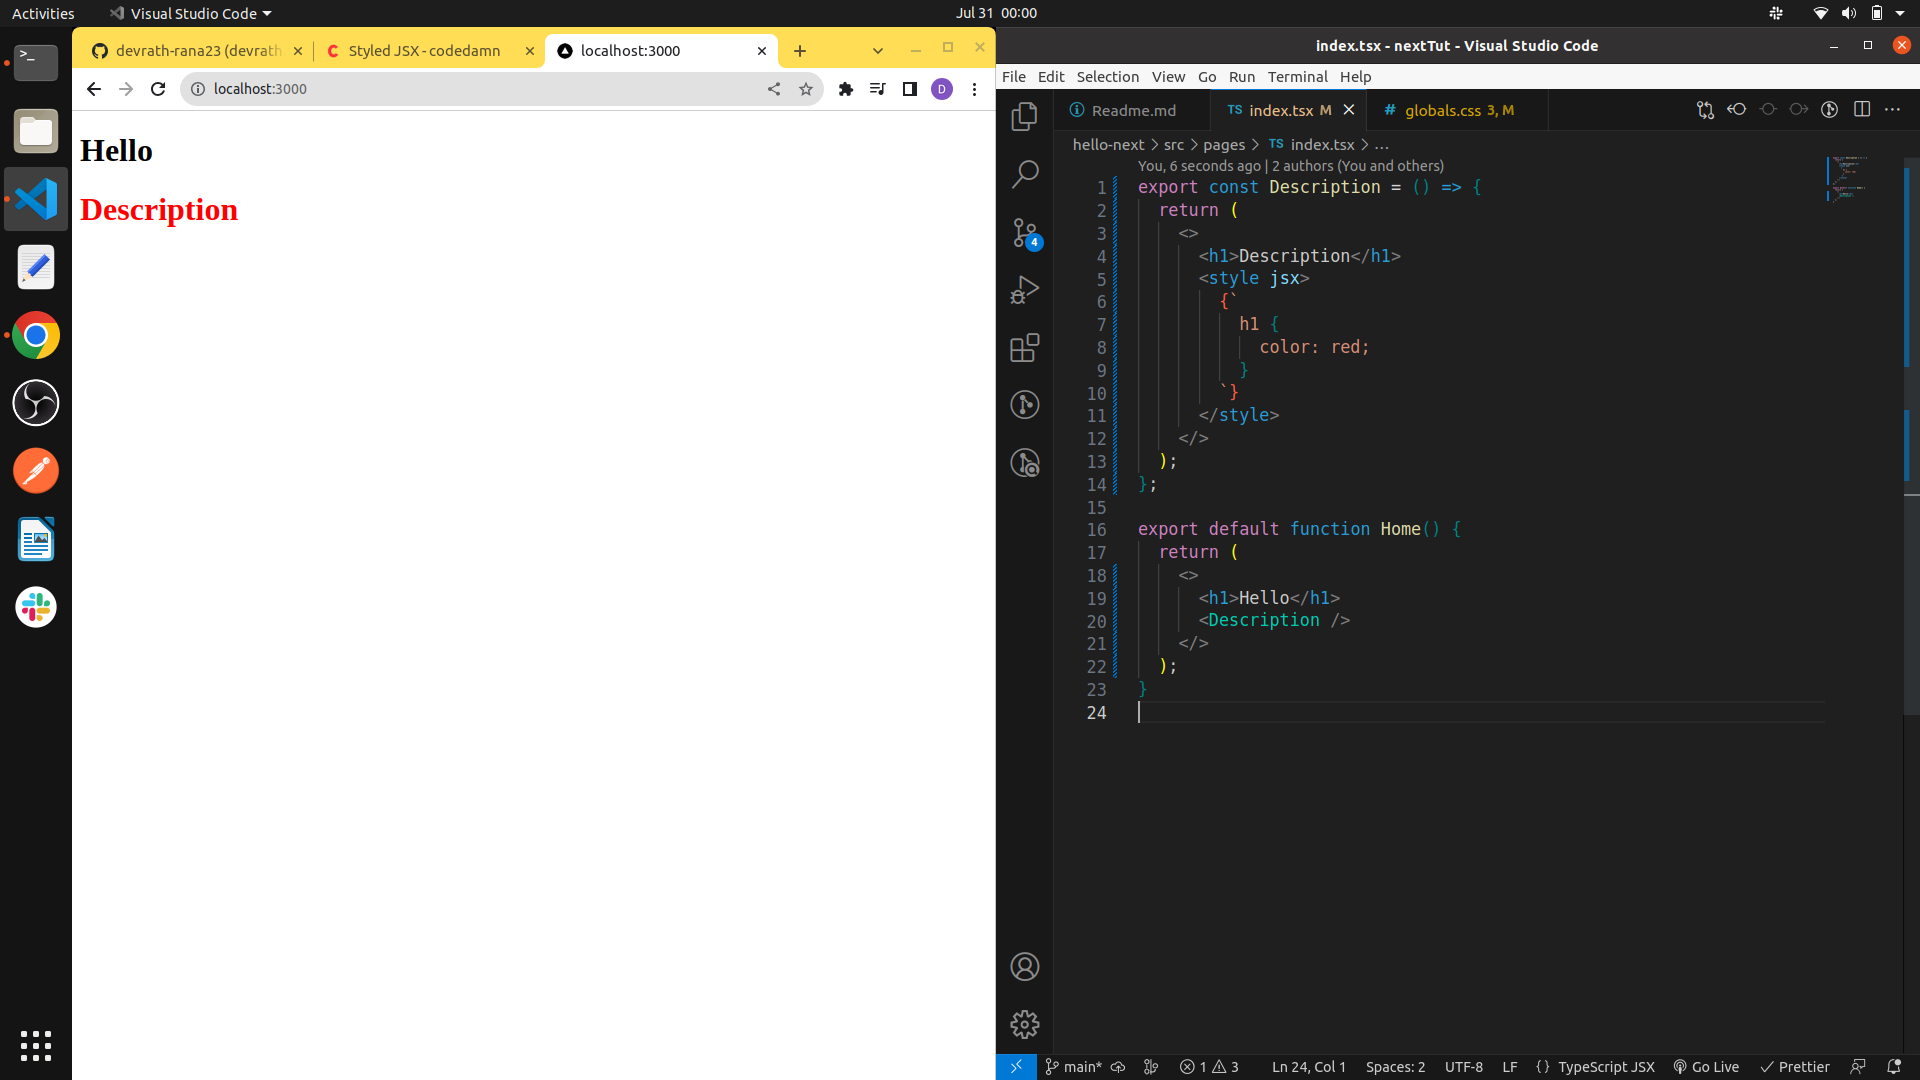 Activities
Visual Studio Code
Jul 31 00:00
devrath-rana23 (devrath
Styled JSX - codedamn
localhost:3000
localhost:3000
D
Hello
Description
index.tsx - nextTut - Visual Studio Code
File Edit Selection View Go Run Terminal Help
Readme.md
TS index.tsx M
# globals.css 3, M
hello-next > src > pages > TS index.tsx > ...
You, 6 seconds ago | 2 authors (You and others)
1 export const Description = () => {
2 return (
3 <>
4 <h1>Description</h1>
5 <style jsx>
6 {`
7 h1 {
8 color: red;
9 }
10 `}
11 </style>
12 </>
13 );
14 };
15
16 export default function Home() {
17 return (
18 <>
19 <h1>Hello</h1>
20 <Description />
21 </>
22 );
23 }
24
4
main* 1 3 Ln 24, Col 1 Spaces: 2 UTF-8 LF {} TypeScript JSX Go Live Prettier